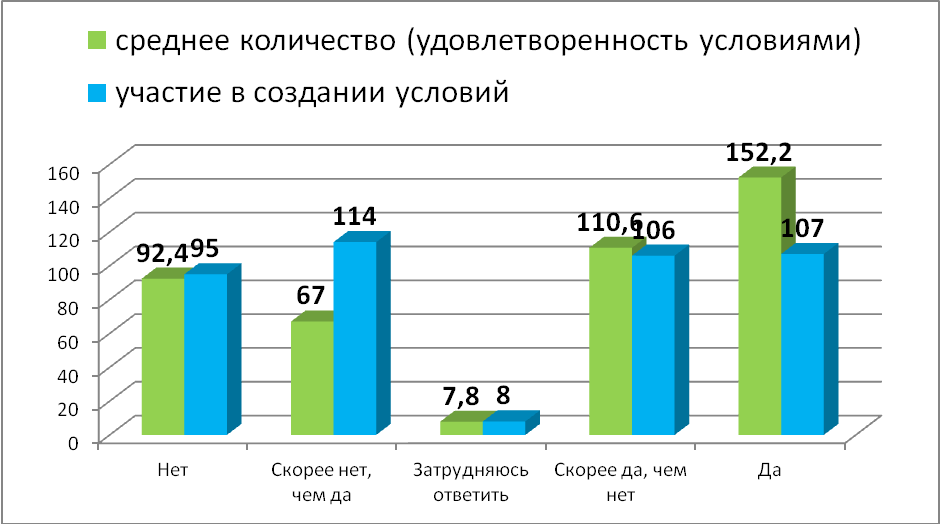 среднее количество (удовлетворенность условиями)
участие в создании условий
160
140
120
100
80
60
40
20
0
92,4
95
67
114
7,8
8
110,6
106
152,2
107
Нет
Скорее нет,
чем да
Затрудняюсь
ответить
Скорее да, чем
нет
Да